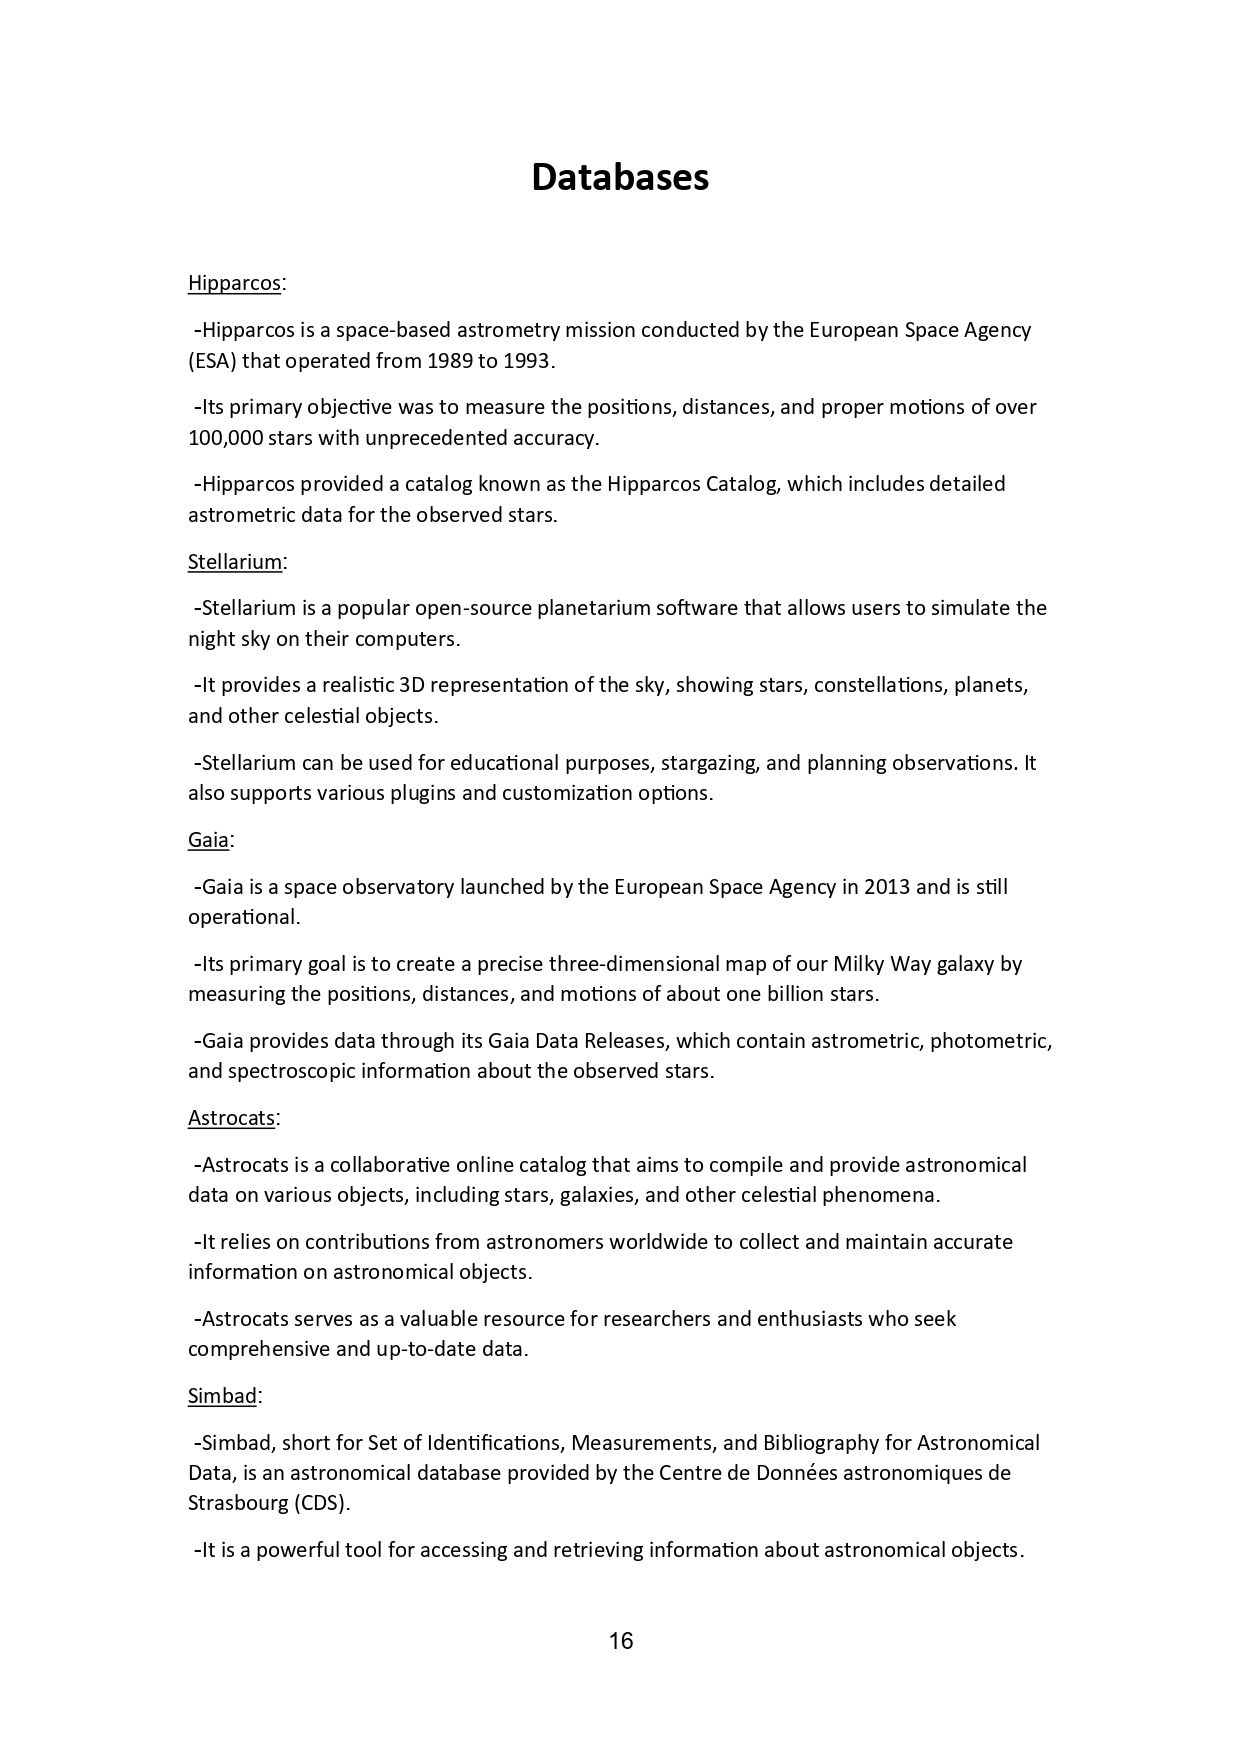 Databases
Hipparcos:
-Hipparcos is a space-based astrometry mission conducted by the European Space Agency
(ESA) that operated from 1989 to 1993.
-Its primary objective was to measure the positions, distances, and proper motions of over
100,000 stars with unprecedented accuracy.
-Hipparcos provided a catalog known as the Hipparcos Catalog, which includes detailed
astrometric data for the observed stars.
Stellarium:
-Stellarium is a popular open-source planetarium software that allows users to simulate the
night sky on their computers.
-It provides a realistic 3D representation of the sky, showing stars, constellations, planets,
and other celestial objects.
-Stellarium can be used for educational purposes, stargazing, and planning observations. It
also supports various plugins and customization options.
Gaia:
-Gaia is a space observatory launched by the European Space Agency in 2013 and is still
operational.
-Its primary goal is to create a precise three-dimensional map of our Milky Way galaxy by
measuring the positions, distances, and motions of about one billion stars.
-Gaia provides data through its Gaia Data Releases, which contain astrometric, photometric,
and spectroscopic information about the observed stars.
Astrocats:
-Astrocats is a collaborative online catalog that aims to compile and provide astronomical
data on various objects, including stars, galaxies, and other celestial phenomena.
-It relies on contributions from astronomers worldwide to collect and maintain accurate
information on astronomical objects.
-Astrocats serves as a valuable resource for researchers and enthusiasts who seek
comprehensive and up-to-date data.
Simbad:
-Simbad, short for Set of Identifications, Measurements, and Bibliography for Astronomical
Data, is an astronomical database provided by the Centre de Données astronomiques de
Strasbourg (CDS).
-It is a powerful tool for accessing and retrieving information about astronomical objects.
16